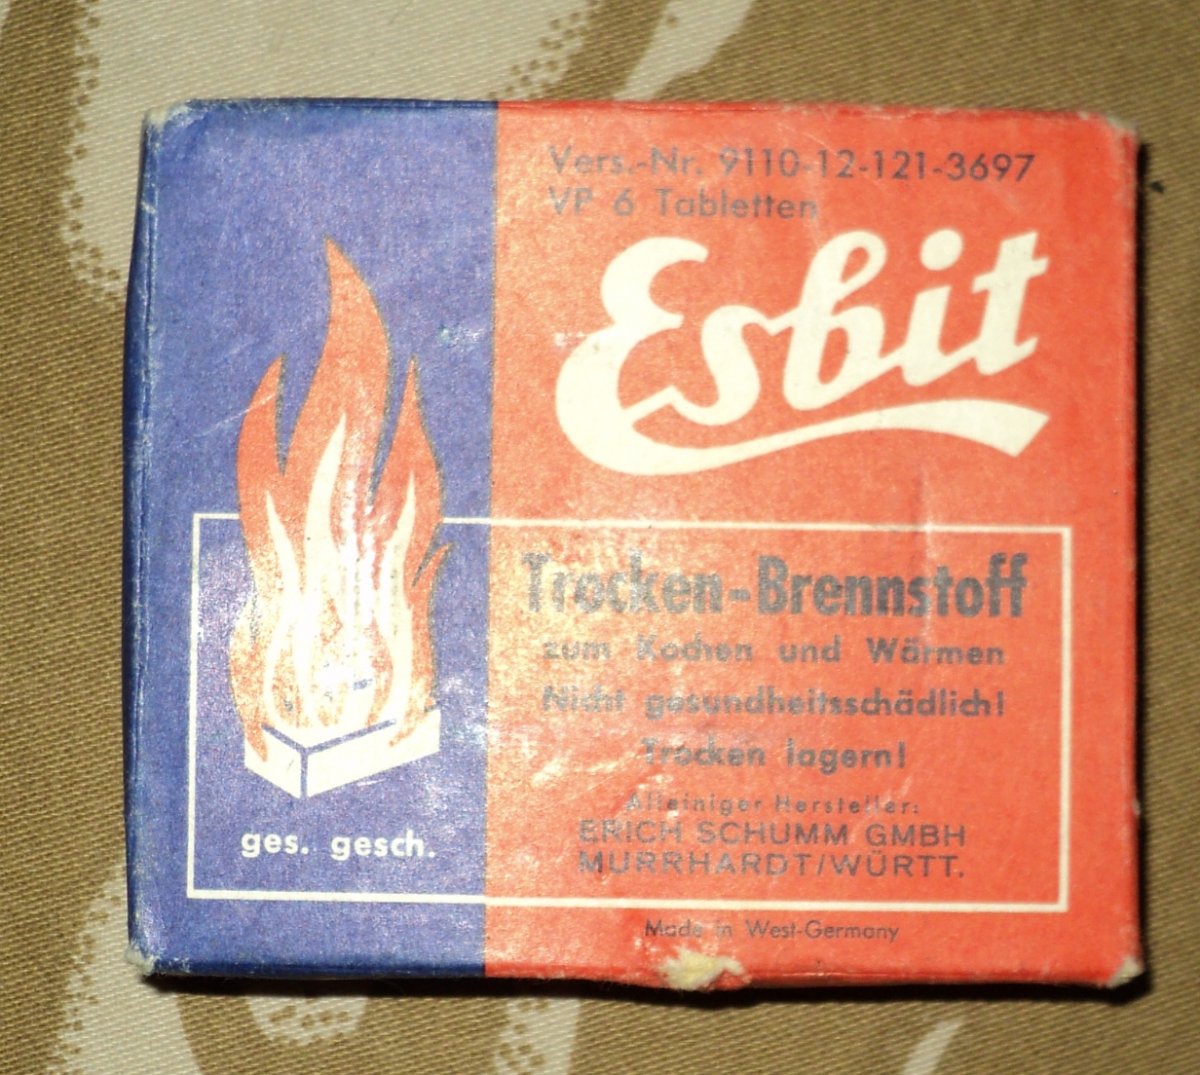 Vers.-Nr. 9110-12-121-3697
VP 6 Tabletten
Esbit
Trocken-Brennstoff
zum Kochen und Wärmen
Nicht gesundheitsschädlich!
Trocken lagern!
Alleiniger Hersteller:
ERICH SCHUMM GMBH
MURRHARDT/WÜRTT.
ges. gesch.
Made in West-Germany